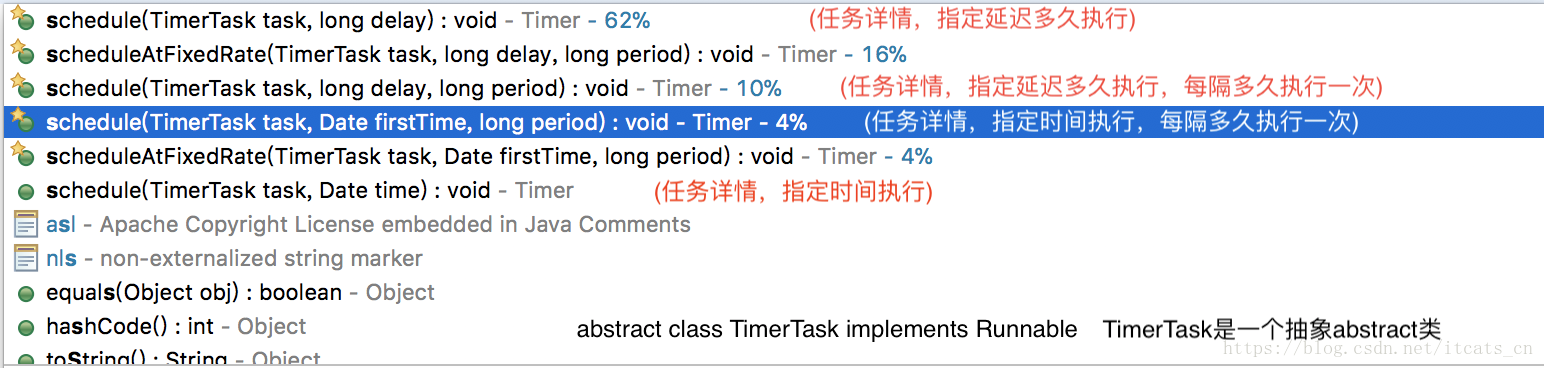 schedule(TimerTask task, long delay) : void - Timer - 62% (任务详情，指定延迟多久执行)
scheduleAtFixedRate(TimerTask task, long delay, long period) : void - Timer - 16%
schedule(TimerTask task, long delay, long period) : void - Timer - 10% (任务详情，指定延迟多久执行，每隔多久执行一次)
schedule(TimerTask task, Date firstTime, long period) : void - Timer - 4% (任务详情，指定时间执行，每隔多久执行一次)
scheduleAtFixedRate(TimerTask task, Date firstTime, long period) : void - Timer - 4%
schedule(TimerTask task, Date time) : void - Timer (任务详情，指定时间执行)
asl - Apache Copyright License embedded in Java Comments
nls - non-externalized string marker
equals(Object obj) : boolean - Object
hashCode() : int - Object abstract class TimerTask implements Runnable TimerTask是一个抽象abstract类
toString() : String - Object
https://blog.csdn.net/itcats_cn